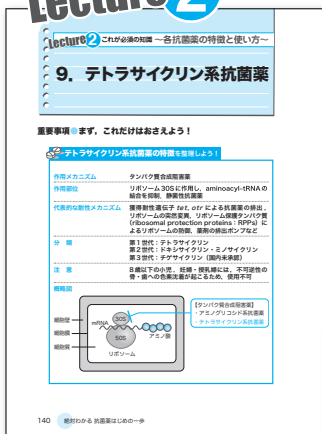 Lecture 2
Lecture 2 これが必須の知識 ~各抗菌薬の特徴と使い方~
9. テトラサイクリン系抗菌薬
重要事項 まず，これだけはおさえよう！
テトラサイクリン系抗菌薬の特徴を整理しよう！
作用メカニズム タンパク質合成阻害薬
作用部位 リボソーム30Sに作用し，aminoacyl-tRNAの
結合を抑制，静菌性抗菌薬
代表的な耐性メカニズム 獲得耐性遺伝子 tet, otr による抗菌薬の排出，
リボソームの突然変異，リボソーム保護タンパク質
(ribosomal protection proteins：RPPs) に
よるリボソームの防御，薬剤の排出ポンプなど
分 類 第1世代：テトラサイクリン
第2世代：ドキシサイクリン・ミノサイクリン
第3世代：チゲサイクリン（国内未承認）
注 意 8歳以下の小児，妊婦・授乳婦には，不可逆性の
骨・歯への色素沈着が起こるため，使用不可
概略図
細胞壁
細胞膜
細胞質
mRNA
30S
50S
アミノ酸
リボソーム
【タンパク質合成阻害薬】
・アミノグリコシド系抗菌薬
・テトラサイクリン系抗菌薬
140 絶対わかる 抗菌薬はじめの一歩